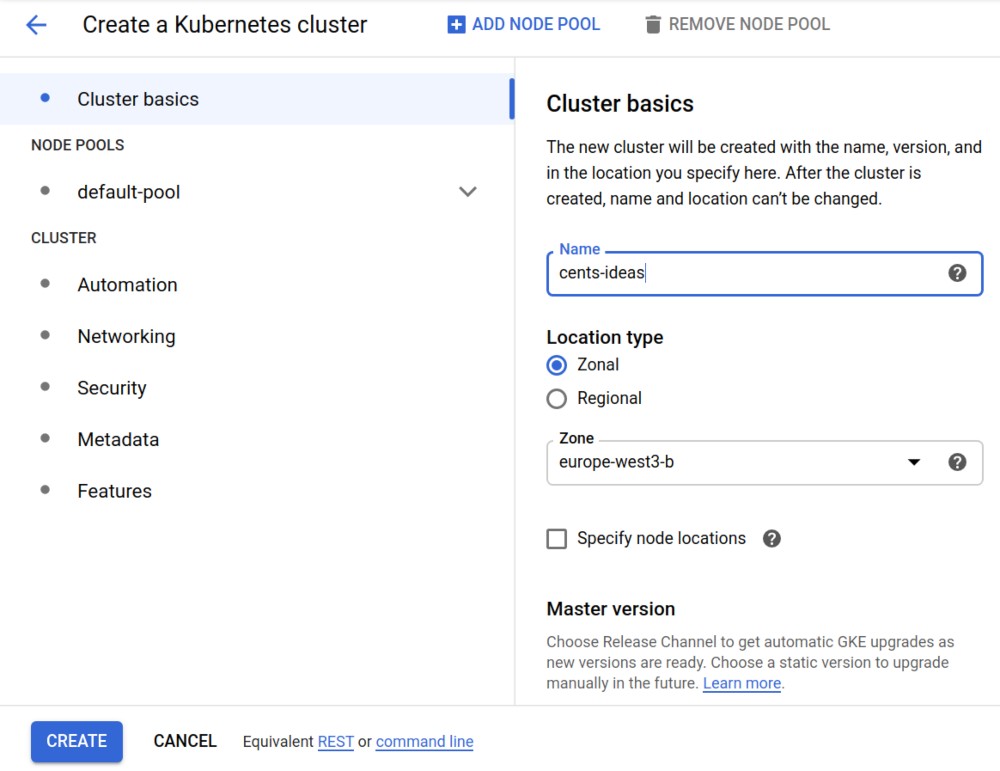 Create a Kubernetes cluster
ADD NODE POOL
REMOVE NODE POOL
Cluster basics
NODE POOLS
default-pool
CLUSTER
Automation
Networking
Security
Metadata
Features
Cluster basics
The new cluster will be created with the name, version, and
in the location you specify here. After the cluster is
created, name and location can’t be changed.
Name
cents-ideas
Location type
Zonal
Regional
Zone
europe-west3-b
Specify node locations
Master version
Choose Release Channel to get automatic GKE upgrades as
new versions are ready. Choose a static version to upgrade
manually in the future. Learn more.
CREATE
CANCEL
Equivalent REST or command line